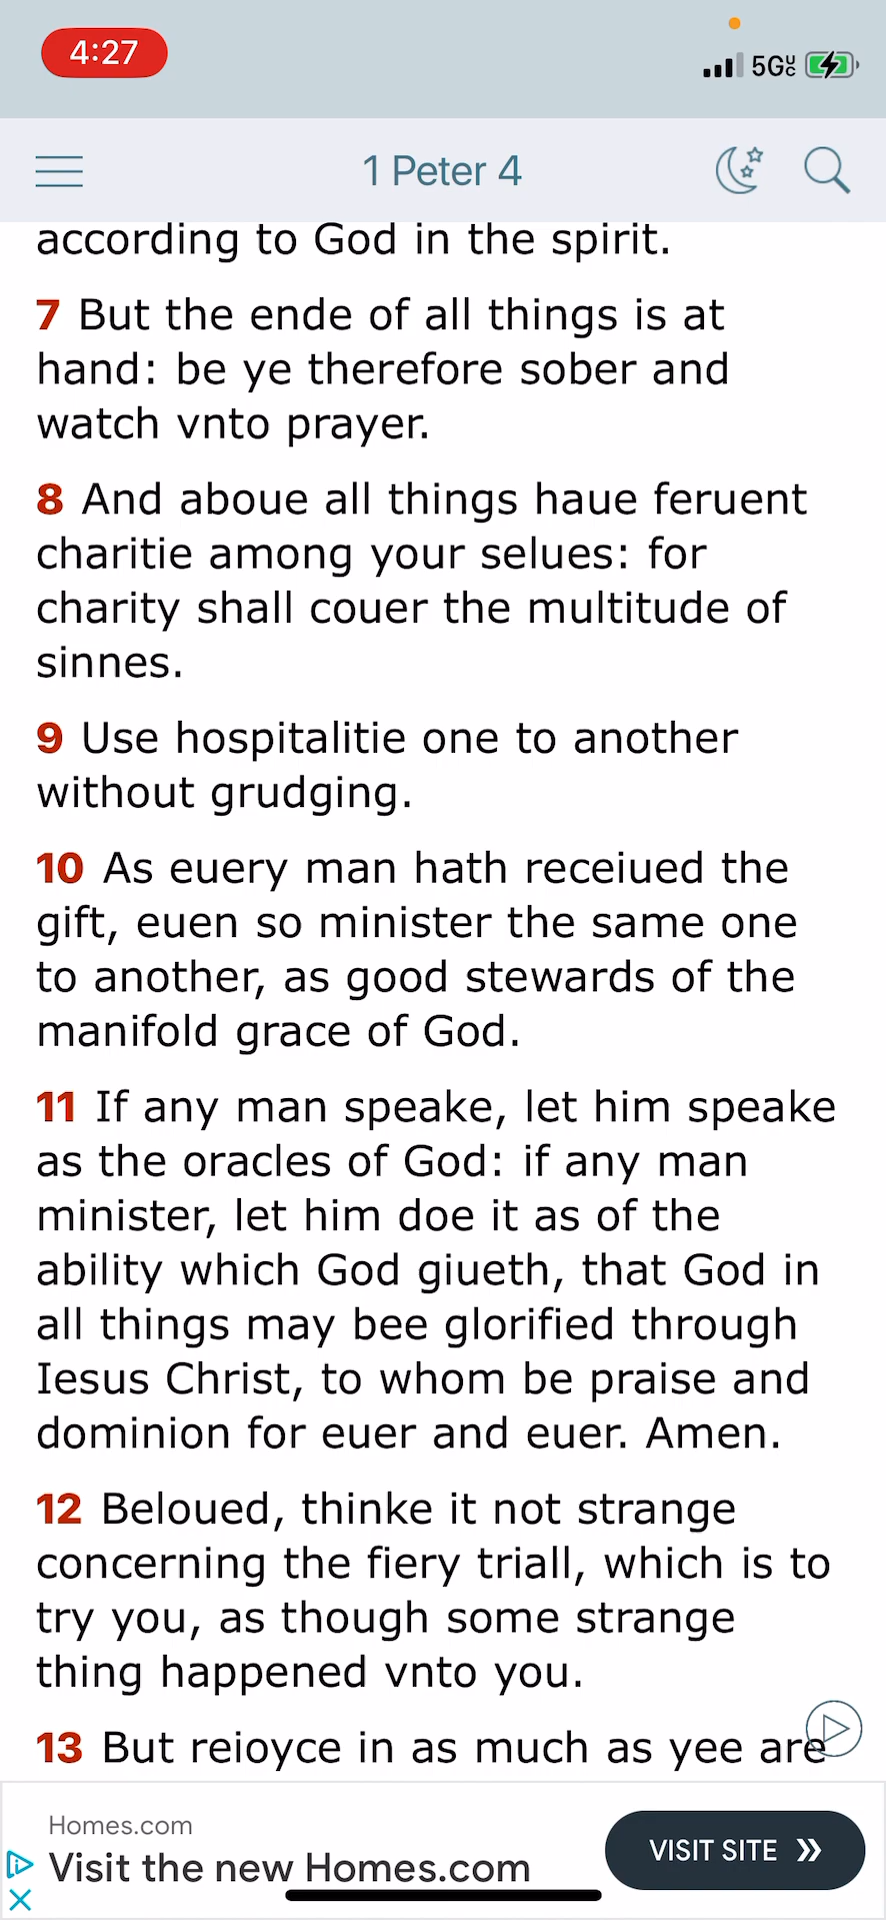 4:27
5GUC
1 Peter 4
according to God in the spirit.
7 But the ende of all things is at
hand: be ye therefore sober and
watch vnto prayer.
8 And aboue all things haue feruent
charitie among your selues: for
charity shall couer the multitude of
sinnes.
9 Use hospitalitie one to another
without grudging.
10 As euery man hath receiued the
gift, euen so minister the same one
to another, as good stewards of the
manifold grace of God.
11 If any man speake, let him speake
as the oracles of God: if any man
minister, let him doe it as of the
ability which God giueth, that God in
all things may bee glorified through
Iesus Christ, to whom be praise and
dominion for euer and euer. Amen.
12 Beloued, thinke it not strange
concerning the fiery triall, which is to
try you, as though some strange
thing happened vnto you.
13 But reioyce in as much as yee are
Homes.com
Visit the new Homes.com
VISIT SITE